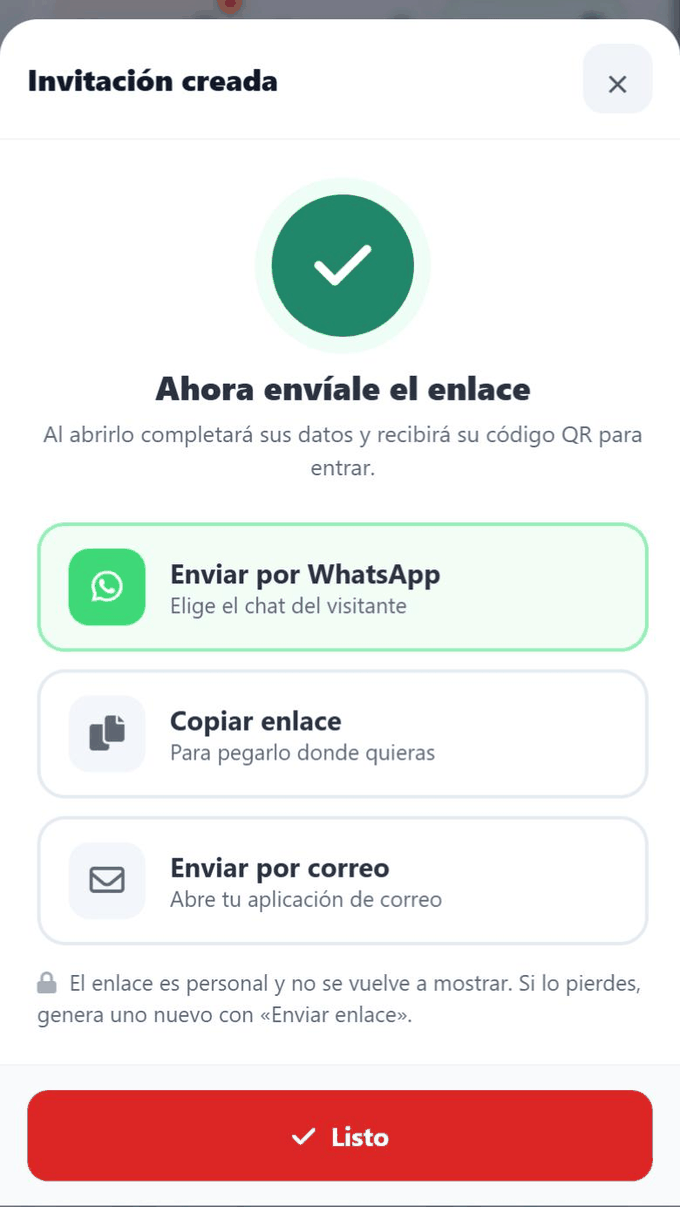 Invitación creada
Ahora envíale el enlace
Al abrirlo completará sus datos y recibirá su código QR para
entrar.
Enviar por WhatsApp
Elige el chat del visitante
Copiar enlace
Para pegarlo donde quieras
Enviar por correo
Abre tu aplicación de correo
El enlace es personal y no se vuelve a mostrar. Si lo pierdes,
genera uno nuevo con «Enviar enlace».
Listo